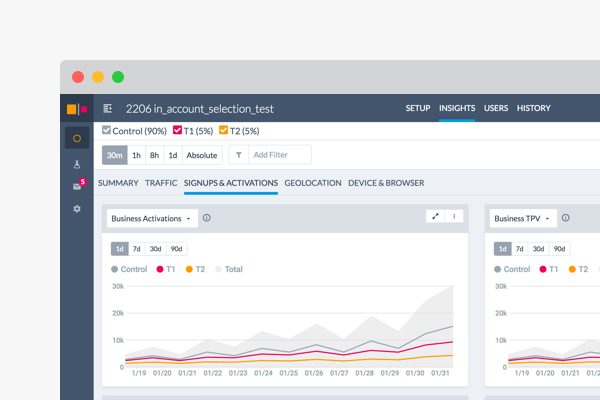 2206 in_account_selection_test
SETUP INSIGHTS USERS HISTORY
Control (90%) T1 (5%) T2 (5%)
5
30m 1h 8h 1d Absolute Add Filter
SUMMARY TRAFFIC SIGNUPS & ACTIVATIONS GEOLOCATION DEVICE & BROWSER
Business Activations
1d 7d 30d 90d
Control T1 T2 Total
30k
20k
10k
0
1/19 01/20 01/21 01/22 01/23 01/24 01/25 01/26 01/27 01/28 01/29 01/30 01/31
Business TPV
1d 7d 30d 90d
Control T1 T2
30k
20k
10k
0
1/19 01/20 01/21 01/22